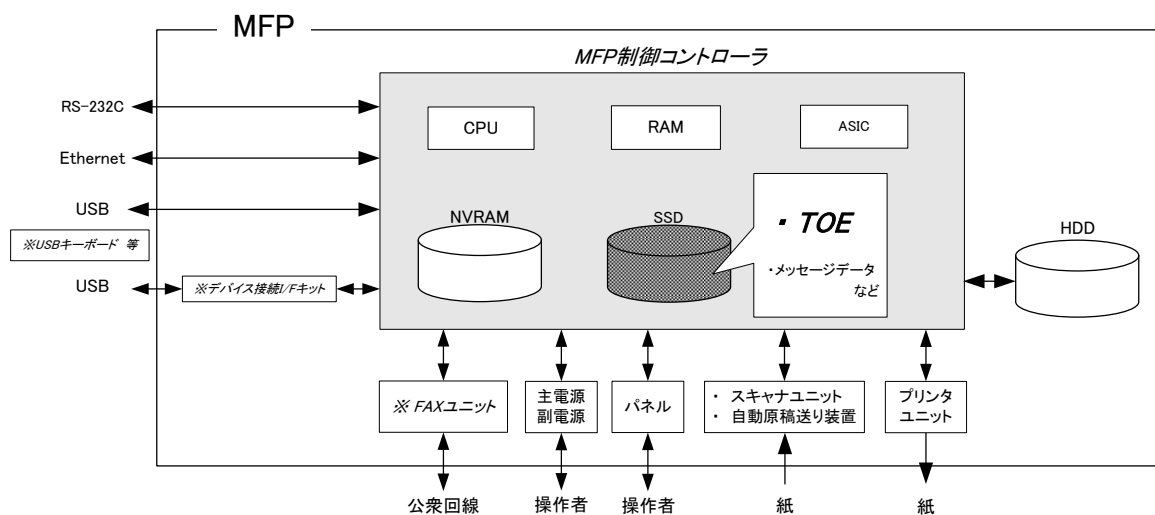 MFP
MFP制御コントローラ
RS-232C
CPU
RAM
ASIC
Ethernet
USB
NVRAM
SSD
・ TOE
・メッセージデータ
など
HDD
※USBキーボード 等
USB
※デバイス接続I/Fキット
※ FAXユニット
主電源
副電源
パネル
・ スキャナユニット
・ 自動原稿送り装置
プリンタ
ユニット
公衆回線
操作者
操作者
紙
紙